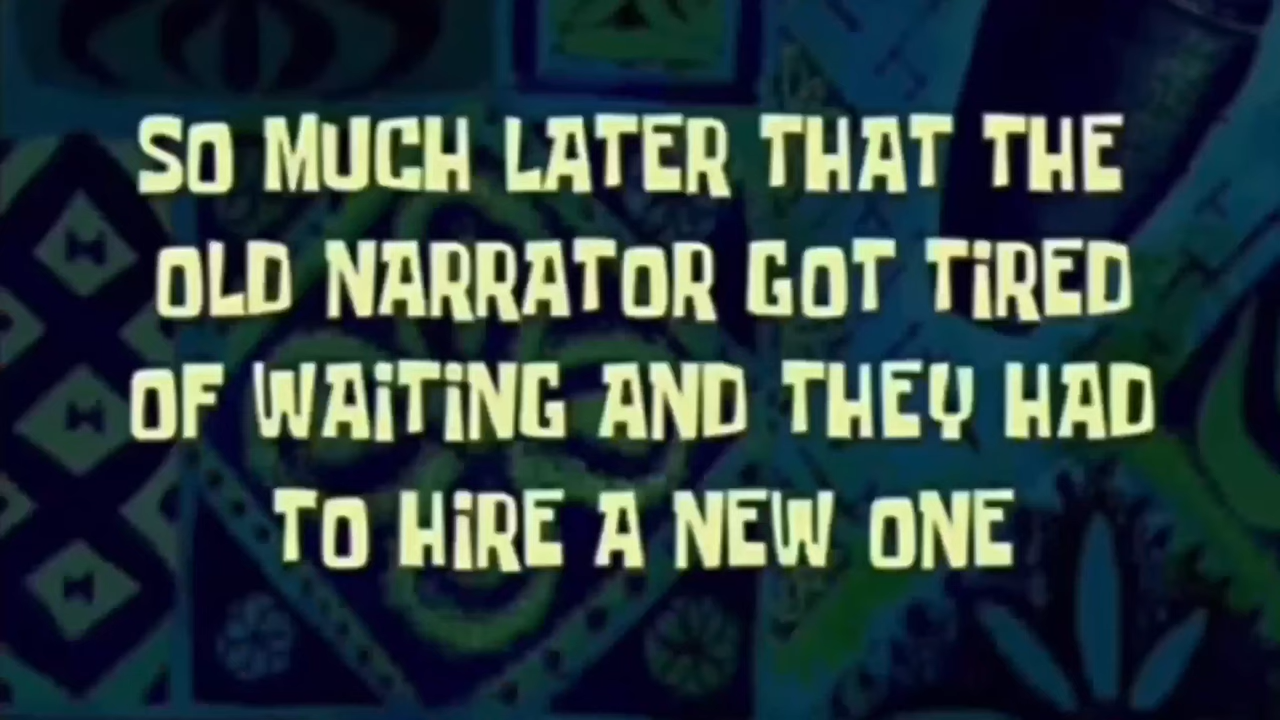 SO MUCH LATER THAT THE
OLD NARRATOR GOT TiRED
OF WAiTiNG AND THEY HAD
TO HiRE A NEW ONE